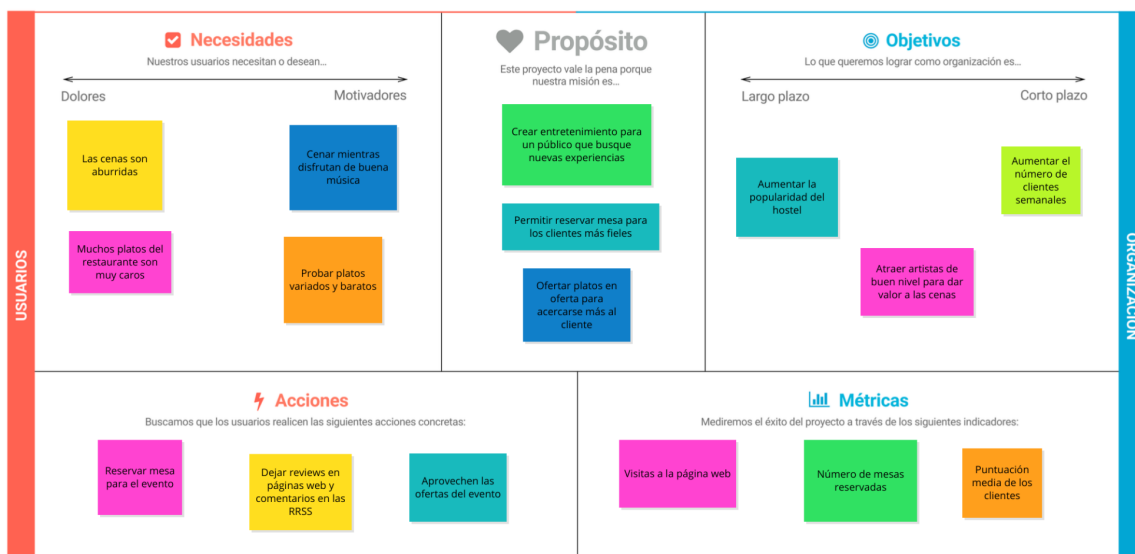 Necesidades
Nuestros usuarios necesitan o desean...
Dolores
Motivadores
Las cenas son
aburridas
Cenar mientras
disfrutan de buena
música
Muchos platos del
restaurante son
muy caros
Probar platos
variados y baratos
USUARIOS
Propósito
Este proyecto vale la pena porque
nuestra misión es...
Crear entretenimiento para
un público que busque
nuevas experiencias
Permitir reservar mesa para
los clientes más fieles
Ofertar platos en
oferta para
acercarse más al
cliente
Objetivos
Lo que queremos lograr como organización es...
Largo plazo
Corto plazo
Aumentar la
popularidad del
hostel
Aumentar el
número de
clientes
semanales
Atraer artistas de
buen nivel para dar
valor a las cenas
ORGANIZACIÓN
Acciones
Buscamos que los usuarios realicen las siguientes acciones concretas:
Reservar mesa
para el evento
Dejar reviews en
páginas web y
comentarios en las
RRSS
Aprovechen las
ofertas del evento
Métricas
Mediremos el éxito del proyecto a través de los siguientes indicadores:
Visitas a la página web
Número de mesas
reservadas
Puntuación
media de los
clientes